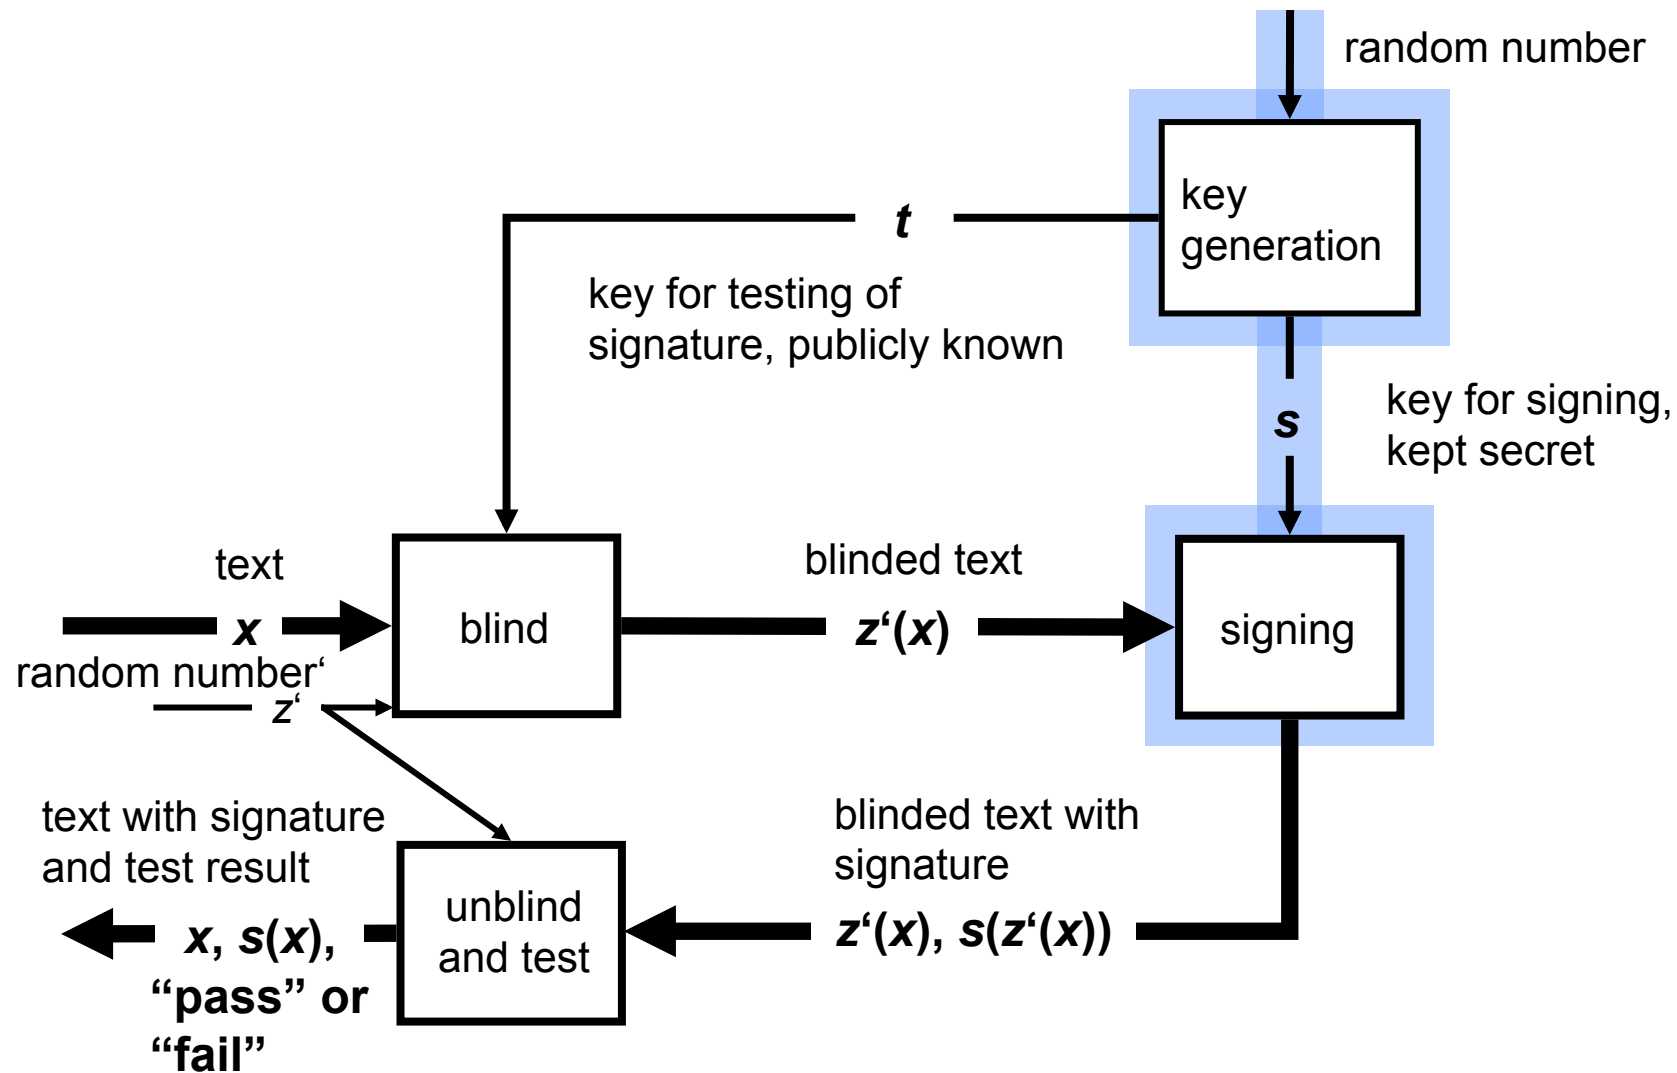 random number
key
generation
t
key for testing of
signature, publicly known
s
key for signing,
kept secret
text
x
blind
blinded text
z‘(x)
signing
random number‘
z‘
text with signature
and test result
x, s(x),
“pass” or
“fail”
unblind
and test
blinded text with
signature
z‘(x), s(z‘(x))